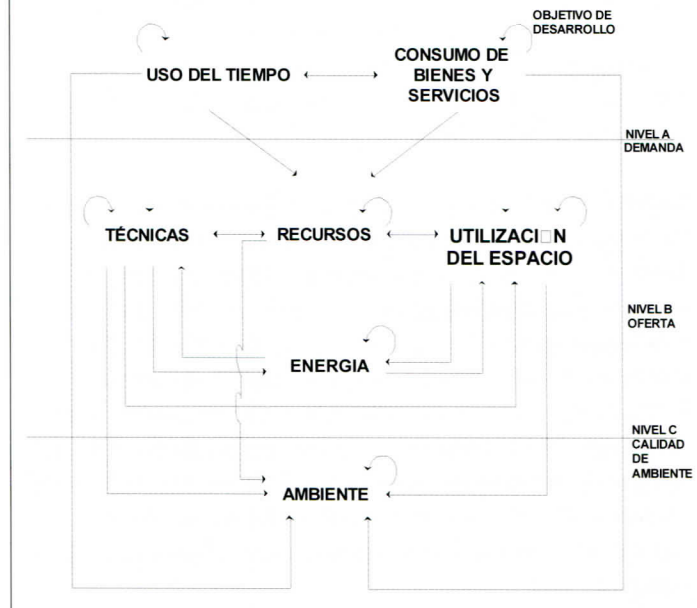 OBJETIVO DE
DESARROLLO
USO DEL TIEMPO
CONSUMO DE
BIENES Y
SERVICIOS
NIVEL A
DEMANDA
TÉCNICAS
RECURSOS
UTILIZACI□N
DEL ESPACIO
NIVEL B
OFERTA
ENERGIA
NIVEL C
CALIDAD
DE
AMBIENTE
AMBIENTE